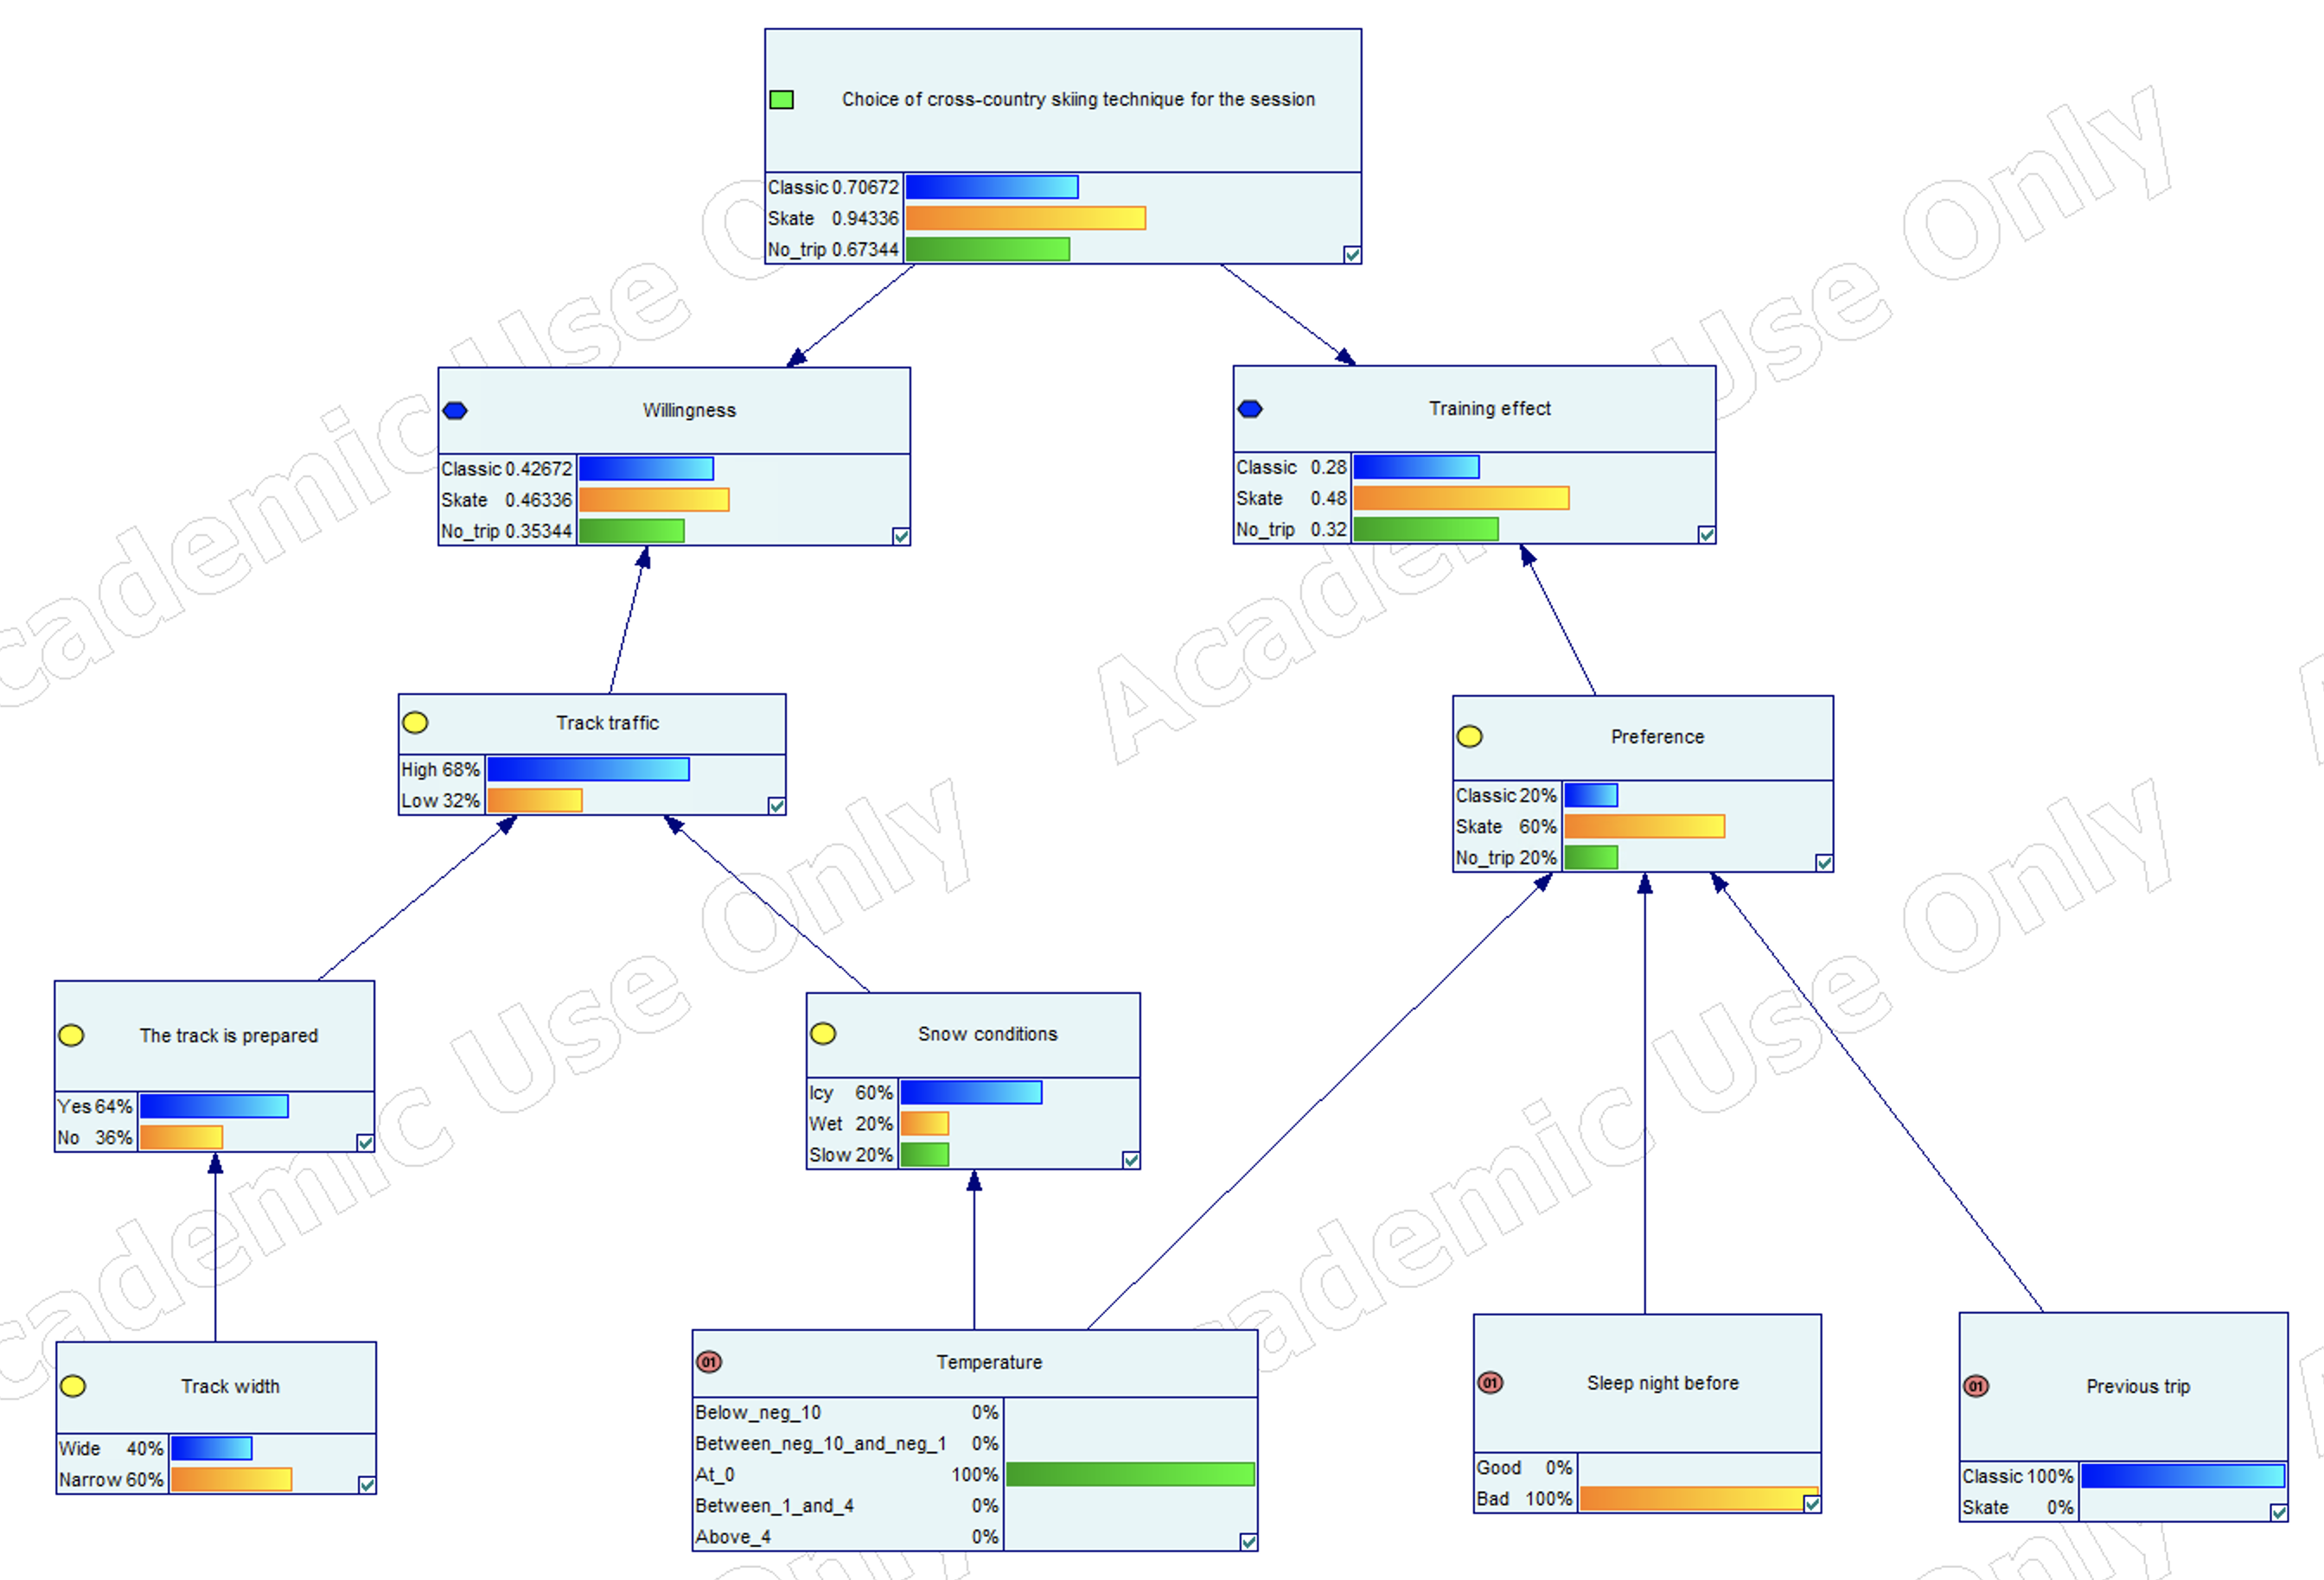 Choice of cross-country skiing technique for the session
Classic 0.70672
Skate 0.94336
No_trip 0.67344
Willingness
Classic 0.42672
Skate 0.46336
No_trip 0.35344
Training effect
Classic 0.28
Skate 0.48
No_trip 0.32
Track traffic
High 68%
Low 32%
Preference
Classic 20%
Skate 60%
No_trip 20%
The track is prepared
Yes 64%
No 36%
Snow conditions
Icy 60%
Wet 20%
Slow 20%
Track width
Wide 40%
Narrow 60%
01 Temperature
Below_neg_10 0%
Between_neg_10_and_neg_1 0%
At_0 100%
Between_1_and_4 0%
Above_4 0%
01 Sleep night before
Good 0%
Bad 100%
01 Previous trip
Classic 100%
Skate 0%
Academic Use Only
Academic Use Only
Academic Use Only
Academic Use Only